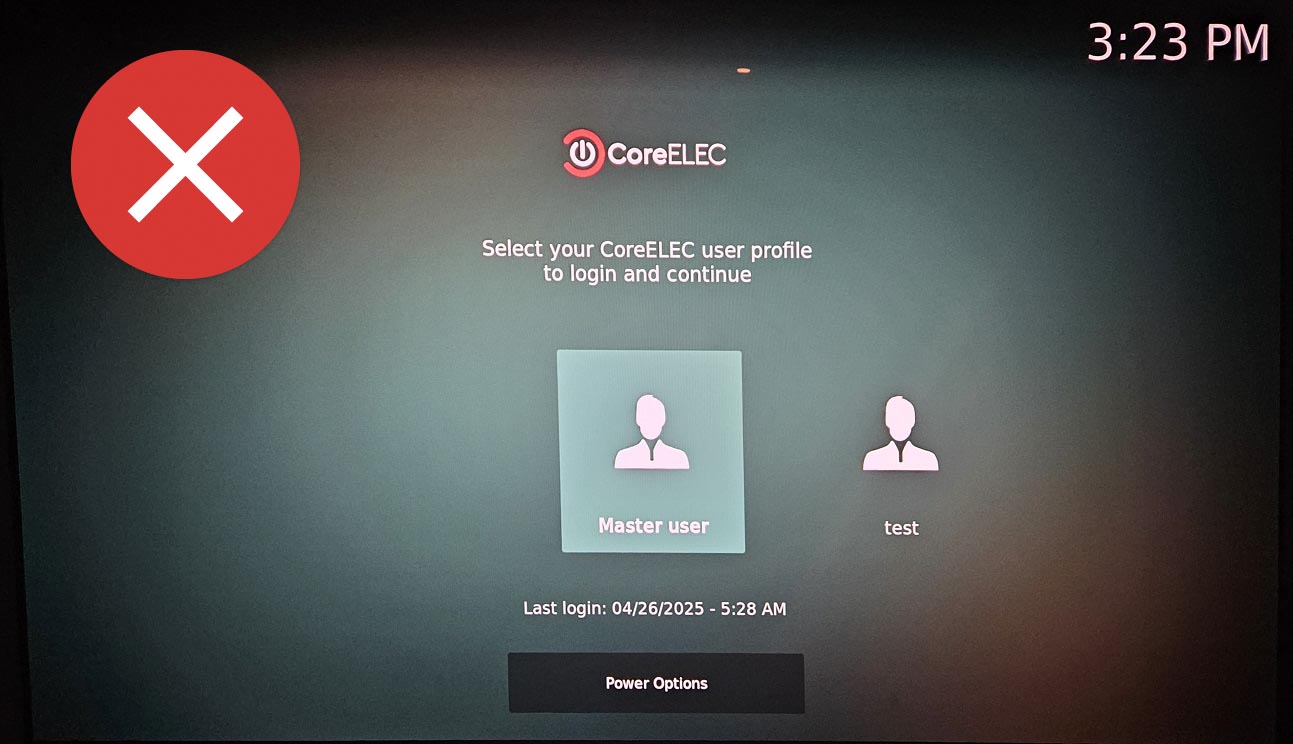 3:23 PM
CoreELEC
Select your CoreELEC user profile
to login and continue
Master user
test
Last login: 04/26/2025 - 5:28 AM
Power Options